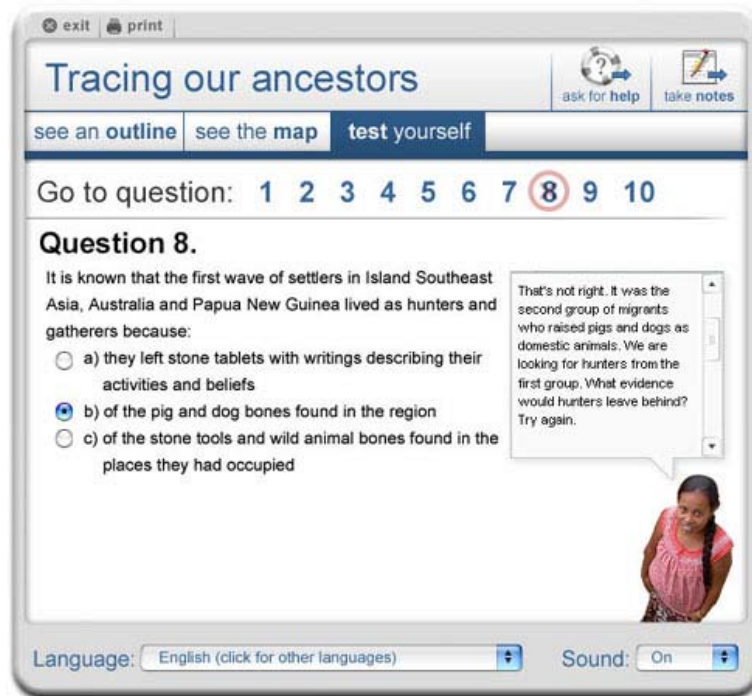 exit print
Tracing our ancestors
ask for help take notes
see an outline see the map test yourself
Go to question: 1 2 3 4 5 6 7 8 9 10
Question 8.
It is known that the first wave of settlers in Island Southeast
Asia, Australia and Papua New Guinea lived as hunters and
gatherers because:
a) they left stone tablets with writings describing their
activities and beliefs
b) of the pig and dog bones found in the region
c) of the stone tools and wild animal bones found in the
places they had occupied
That's not right. It was the
second group of migrants
who raised pigs and dogs as
domestic animals. We are
looking for hunters from the
first group. What evidence
would hunters leave behind?
Try again.
Language: English (click for other languages) Sound: On